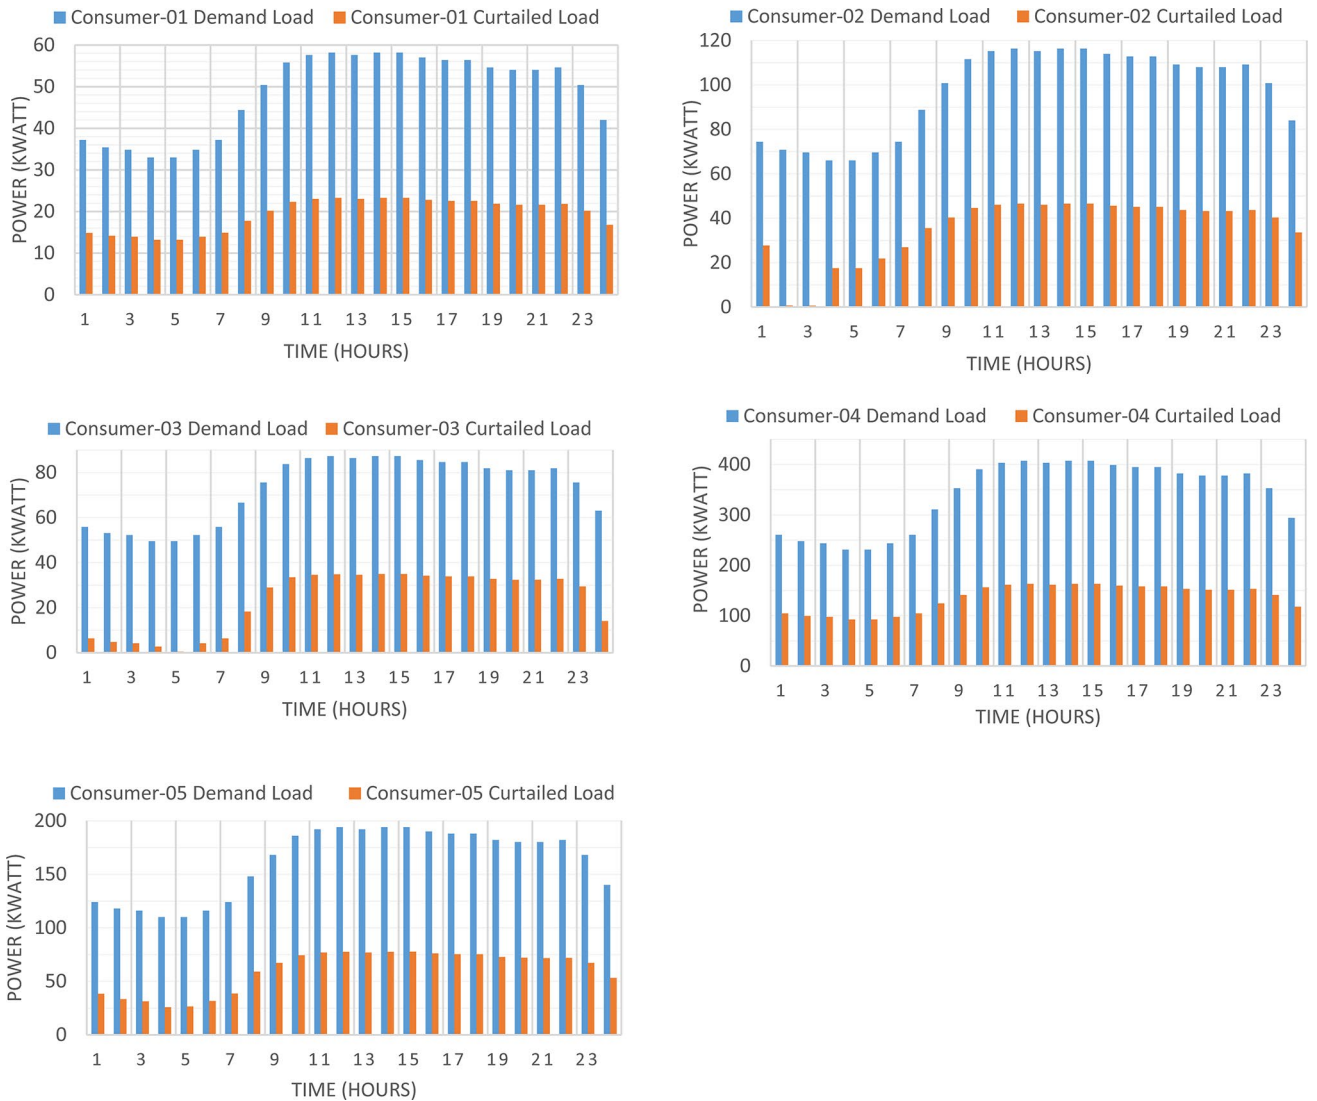 Consumer-01 Demand Load Consumer-01 Curtailed Load
60
50
40
30
20
10
0
POWER (KWATT)
1 3 5 7 9 11 13 15 17 19 21 23
TIME (HOURS)
Consumer-02 Demand Load Consumer-02 Curtailed Load
120
100
80
60
40
20
0
POWER (KWATT)
1 3 5 7 9 11 13 15 17 19 21 23
TIME (HOURS)
Consumer-03 Demand Load Consumer-03 Curtailed Load
80
60
40
20
0
POWER (KWATT)
1 3 5 7 9 11 13 15 17 19 21 23
TIME (HOURS)
Consumer-04 Demand Load Consumer-04 Curtailed Load
400
300
200
100
0
POWER (KWATT)
1 3 5 7 9 11 13 15 17 19 21 23
TIME (HOURS)
Consumer-05 Demand Load Consumer-05 Curtailed Load
200
150
100
50
0
POWER (KWATT)
1 3 5 7 9 11 13 15 17 19 21 23
TIME (HOURS)